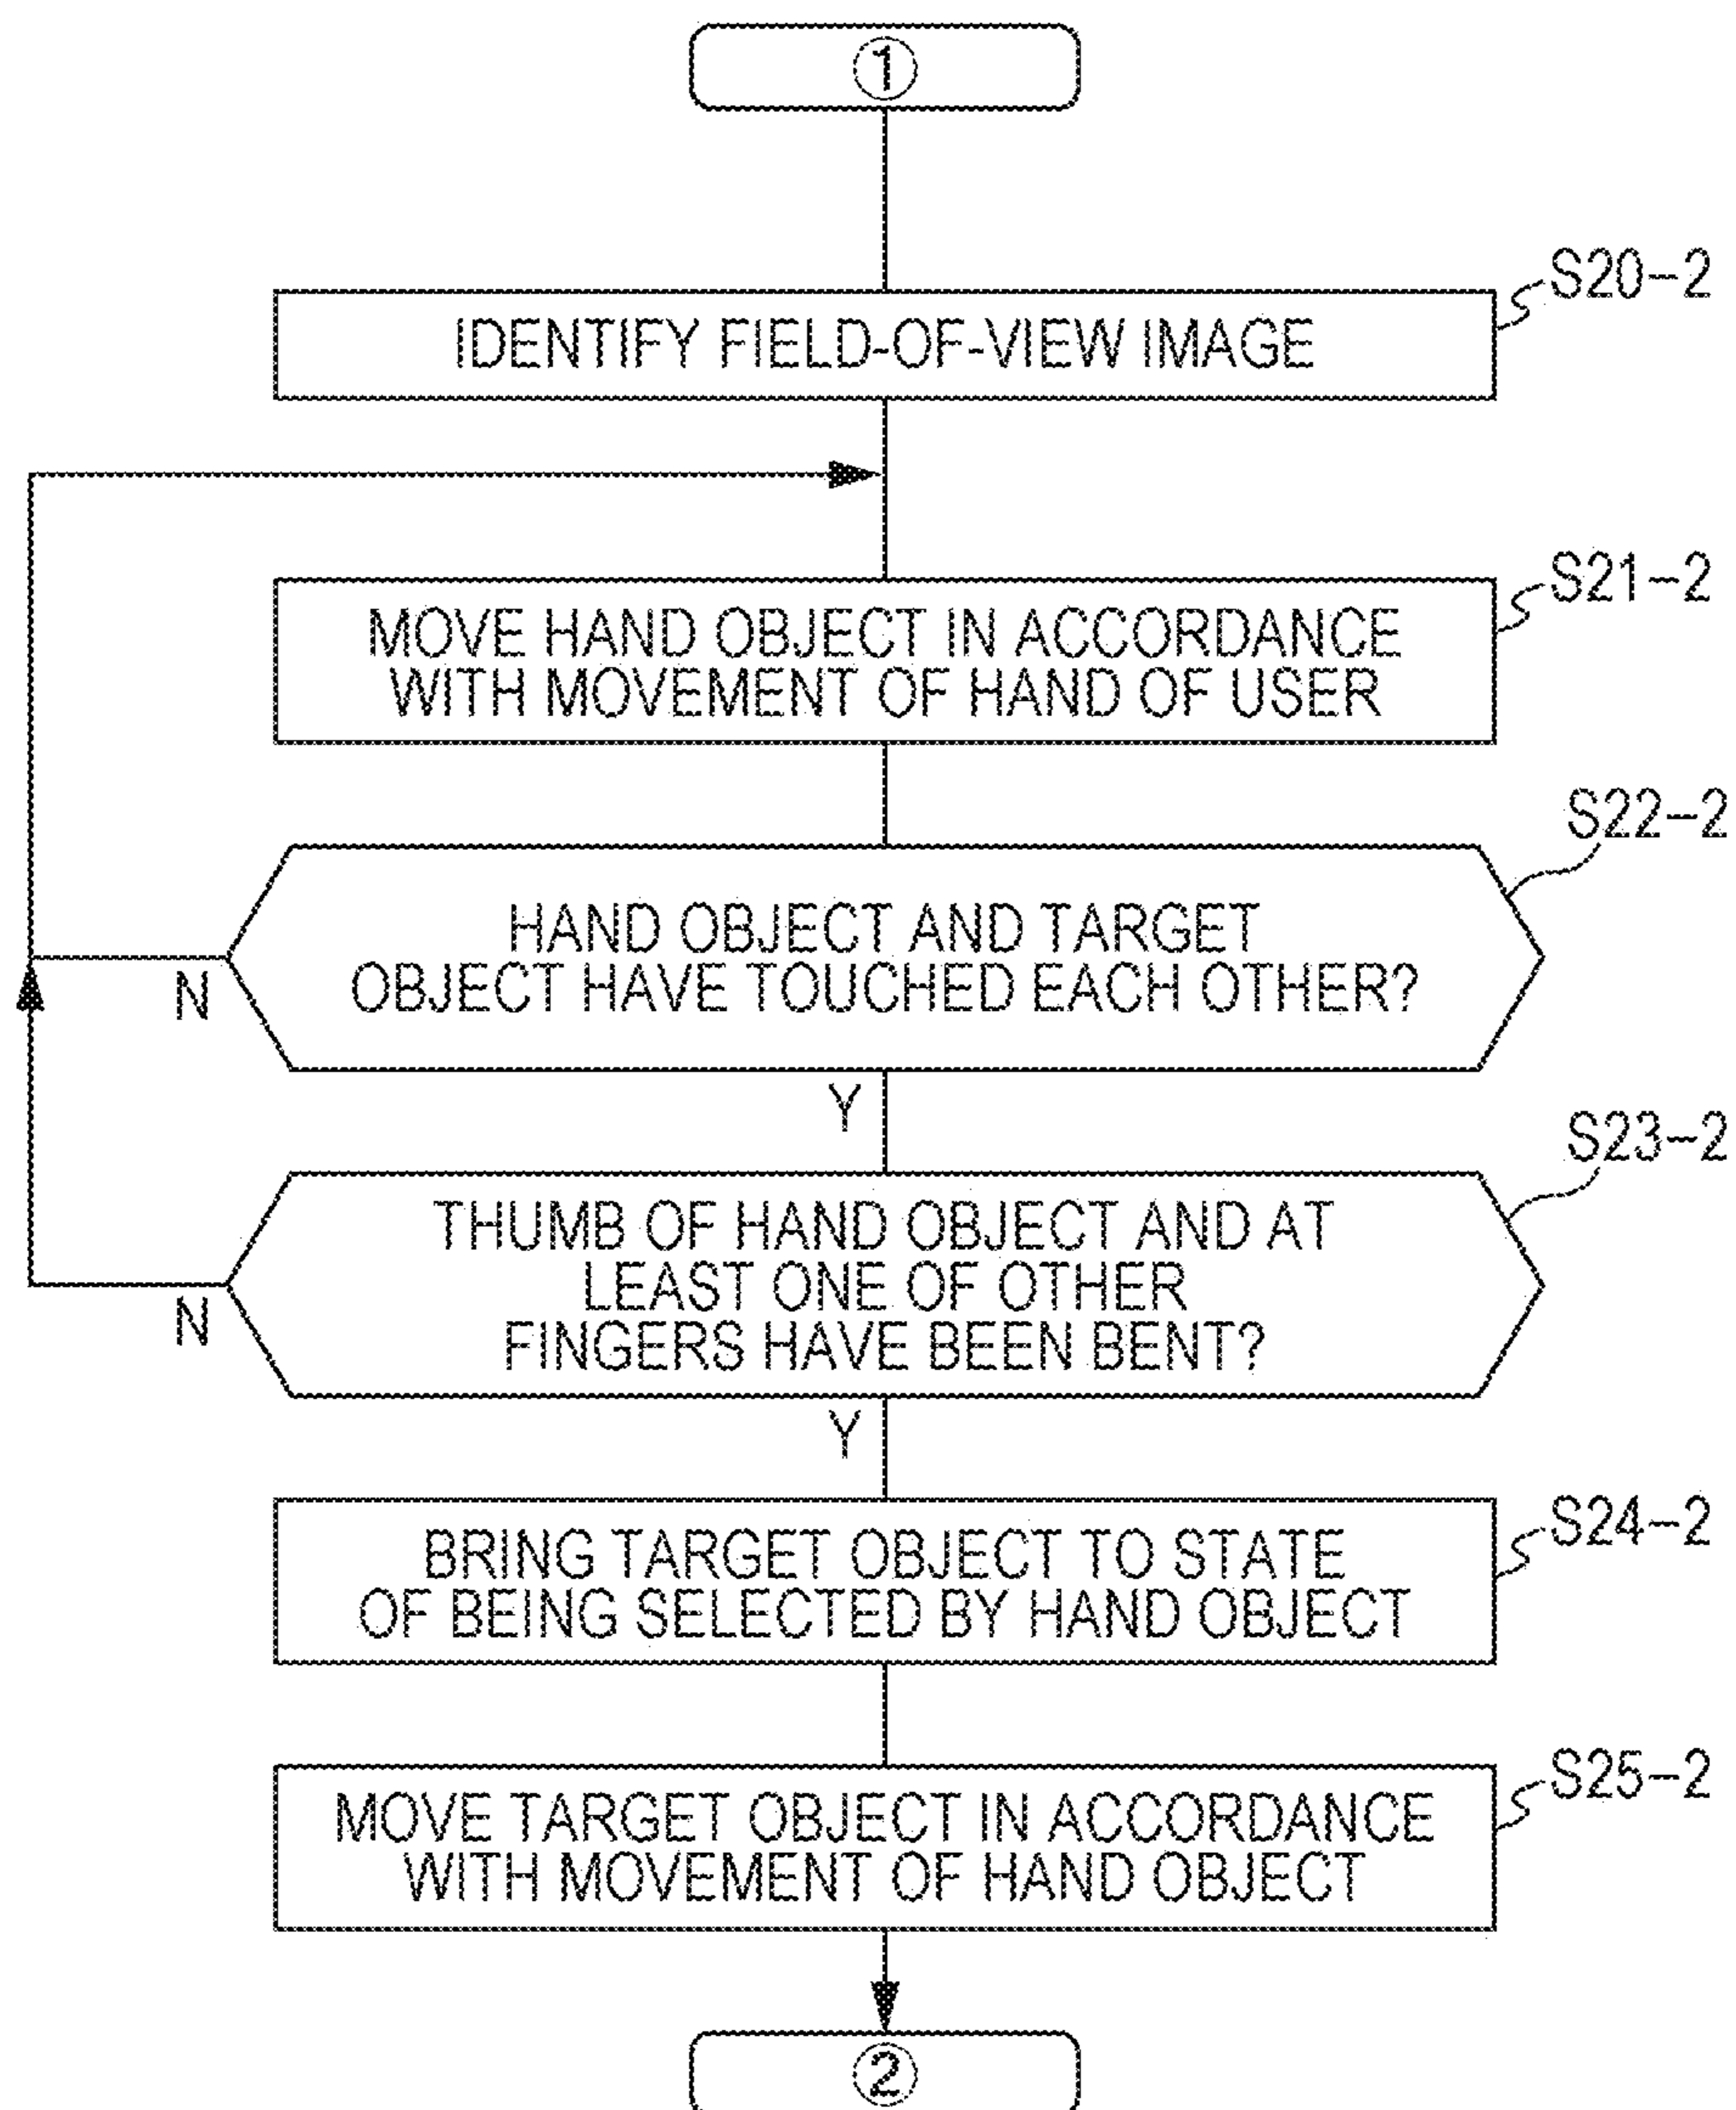 ①
S20-2
IDENTIFY FIELD-OF-VIEW IMAGE
S21-2
MOVE HAND OBJECT IN ACCORDANCE
WITH MOVEMENT OF HAND OF USER
S22-2
HAND OBJECT AND TARGET
OBJECT HAVE TOUCHED EACH OTHER?
N
Y
S23-2
THUMB OF HAND OBJECT AND AT
LEAST ONE OF OTHER
FINGERS HAVE BEEN BENT?
N
Y
S24-2
BRING TARGET OBJECT TO STATE
OF BEING SELECTED BY HAND OBJECT
S25-2
MOVE TARGET OBJECT IN ACCORDANCE
WITH MOVEMENT OF HAND OBJECT
②